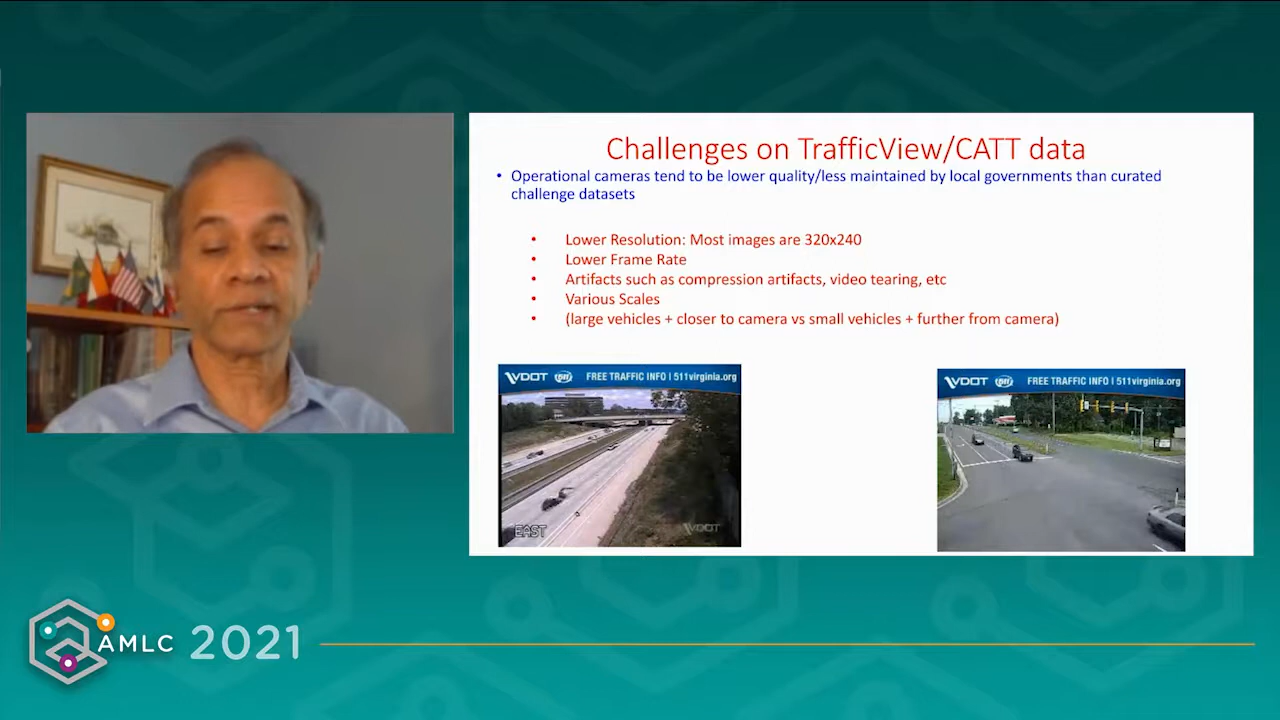 Challenges on TrafficView/CATT data
• Operational cameras tend to be lower quality/less maintained by local governments than curated
challenge datasets
• Lower Resolution: Most images are 320x240
• Lower Frame Rate
• Artifacts such as compression artifacts, video tearing, etc
• Various Scales
• (large vehicles + closer to camera vs small vehicles + further from camera)
VDOT 511 FREE TRAFFIC INFO | 511virginia.org
EAST
VDOT
VDOT 511 FREE TRAFFIC INFO | 511virginia.org
AMLC 2021